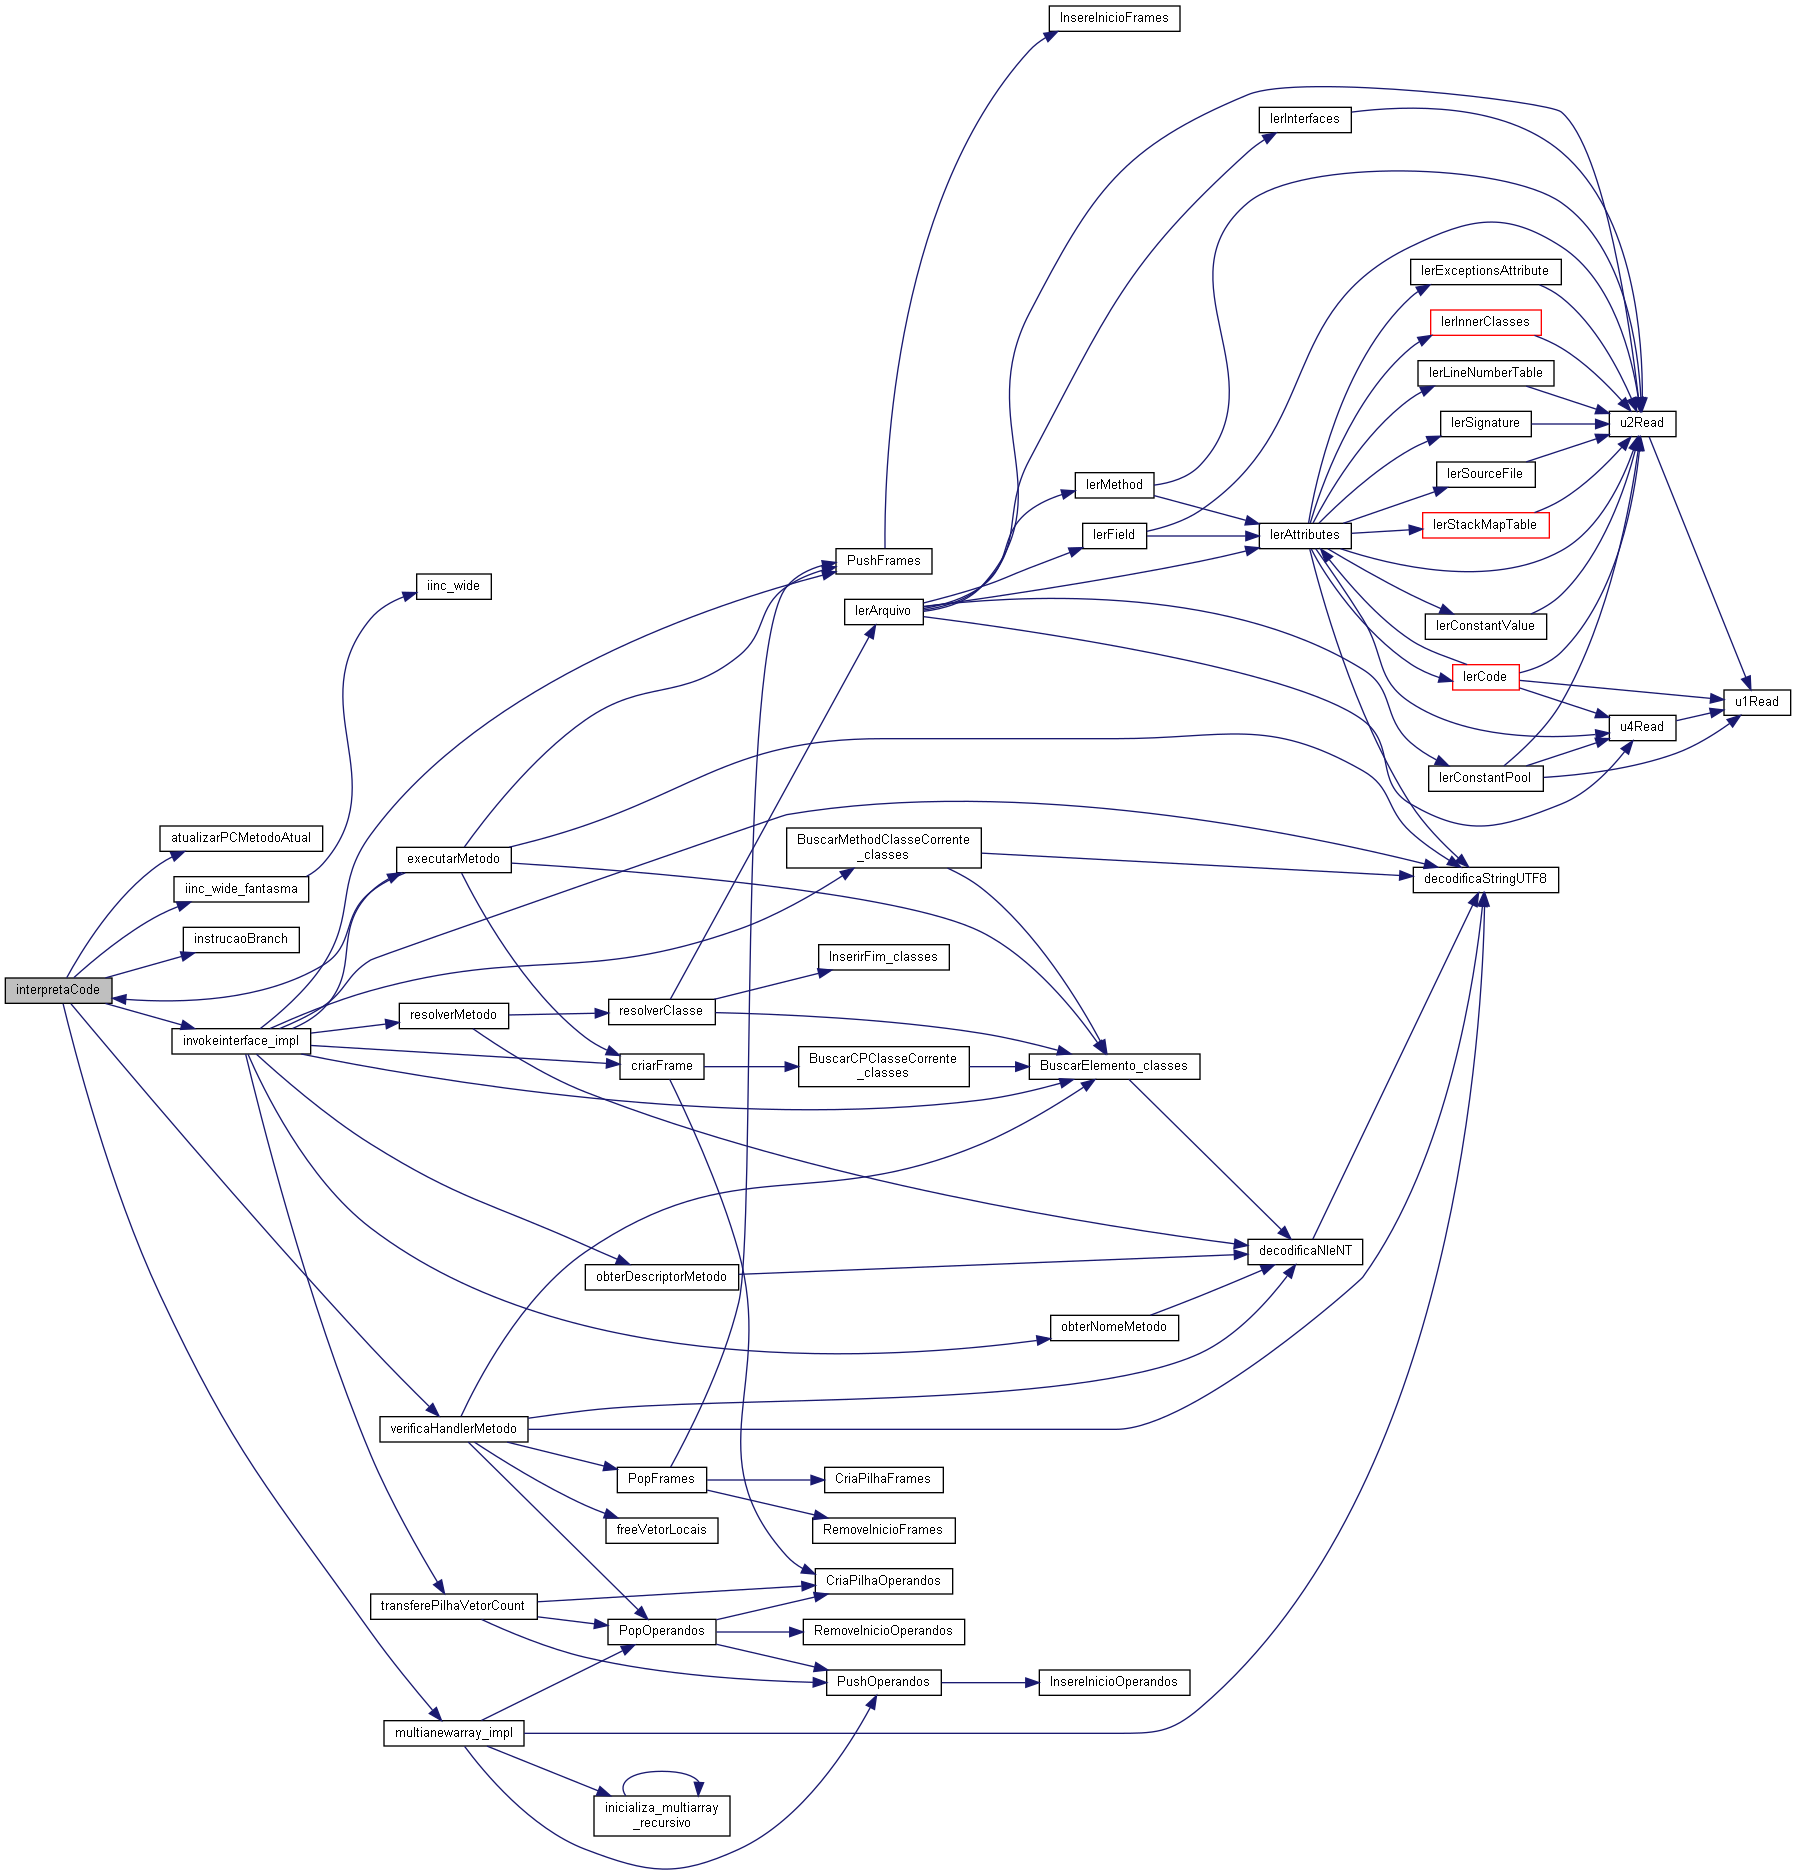 InsereInicioFrames
lerInterfaces
lerExceptionsAttribute
lerInnerClasses
lerLineNumberTable
lerSignature
u2Read
lerSourceFile
lerMethod
lerStackMapTable
lerField
lerAttributes
PushFrames
iinc_wide
lerArquivo
lerConstantValue
lerCode
u1Read
u4Read
lerConstantPool
atualizarPCMetodoAtual
BuscarMethodClasseCorrente
_classes
executarMetodo
decodificaStringUTF8
iinc_wide_fantasma
instrucaoBranch
InserirFim_classes
interpretaCode
resolverMetodo
resolverClasse
invokeinterface_impl
criarFrame
BuscarCPClasseCorrente
_classes
BuscarElemento_classes
decodificaNIeNT
obterDescriptorMetodo
obterNomeMetodo
verificaHandlerMetodo
PopFrames
CriaPilhaFrames
freeVetorLocais
RemoveInicioFrames
CriaPilhaOperandos
transferePilhaVetorCount
PopOperandos
RemoveInicioOperandos
PushOperandos
InsereInicioOperandos
multianewarray_impl
inicializa_multiarray
_recursivo